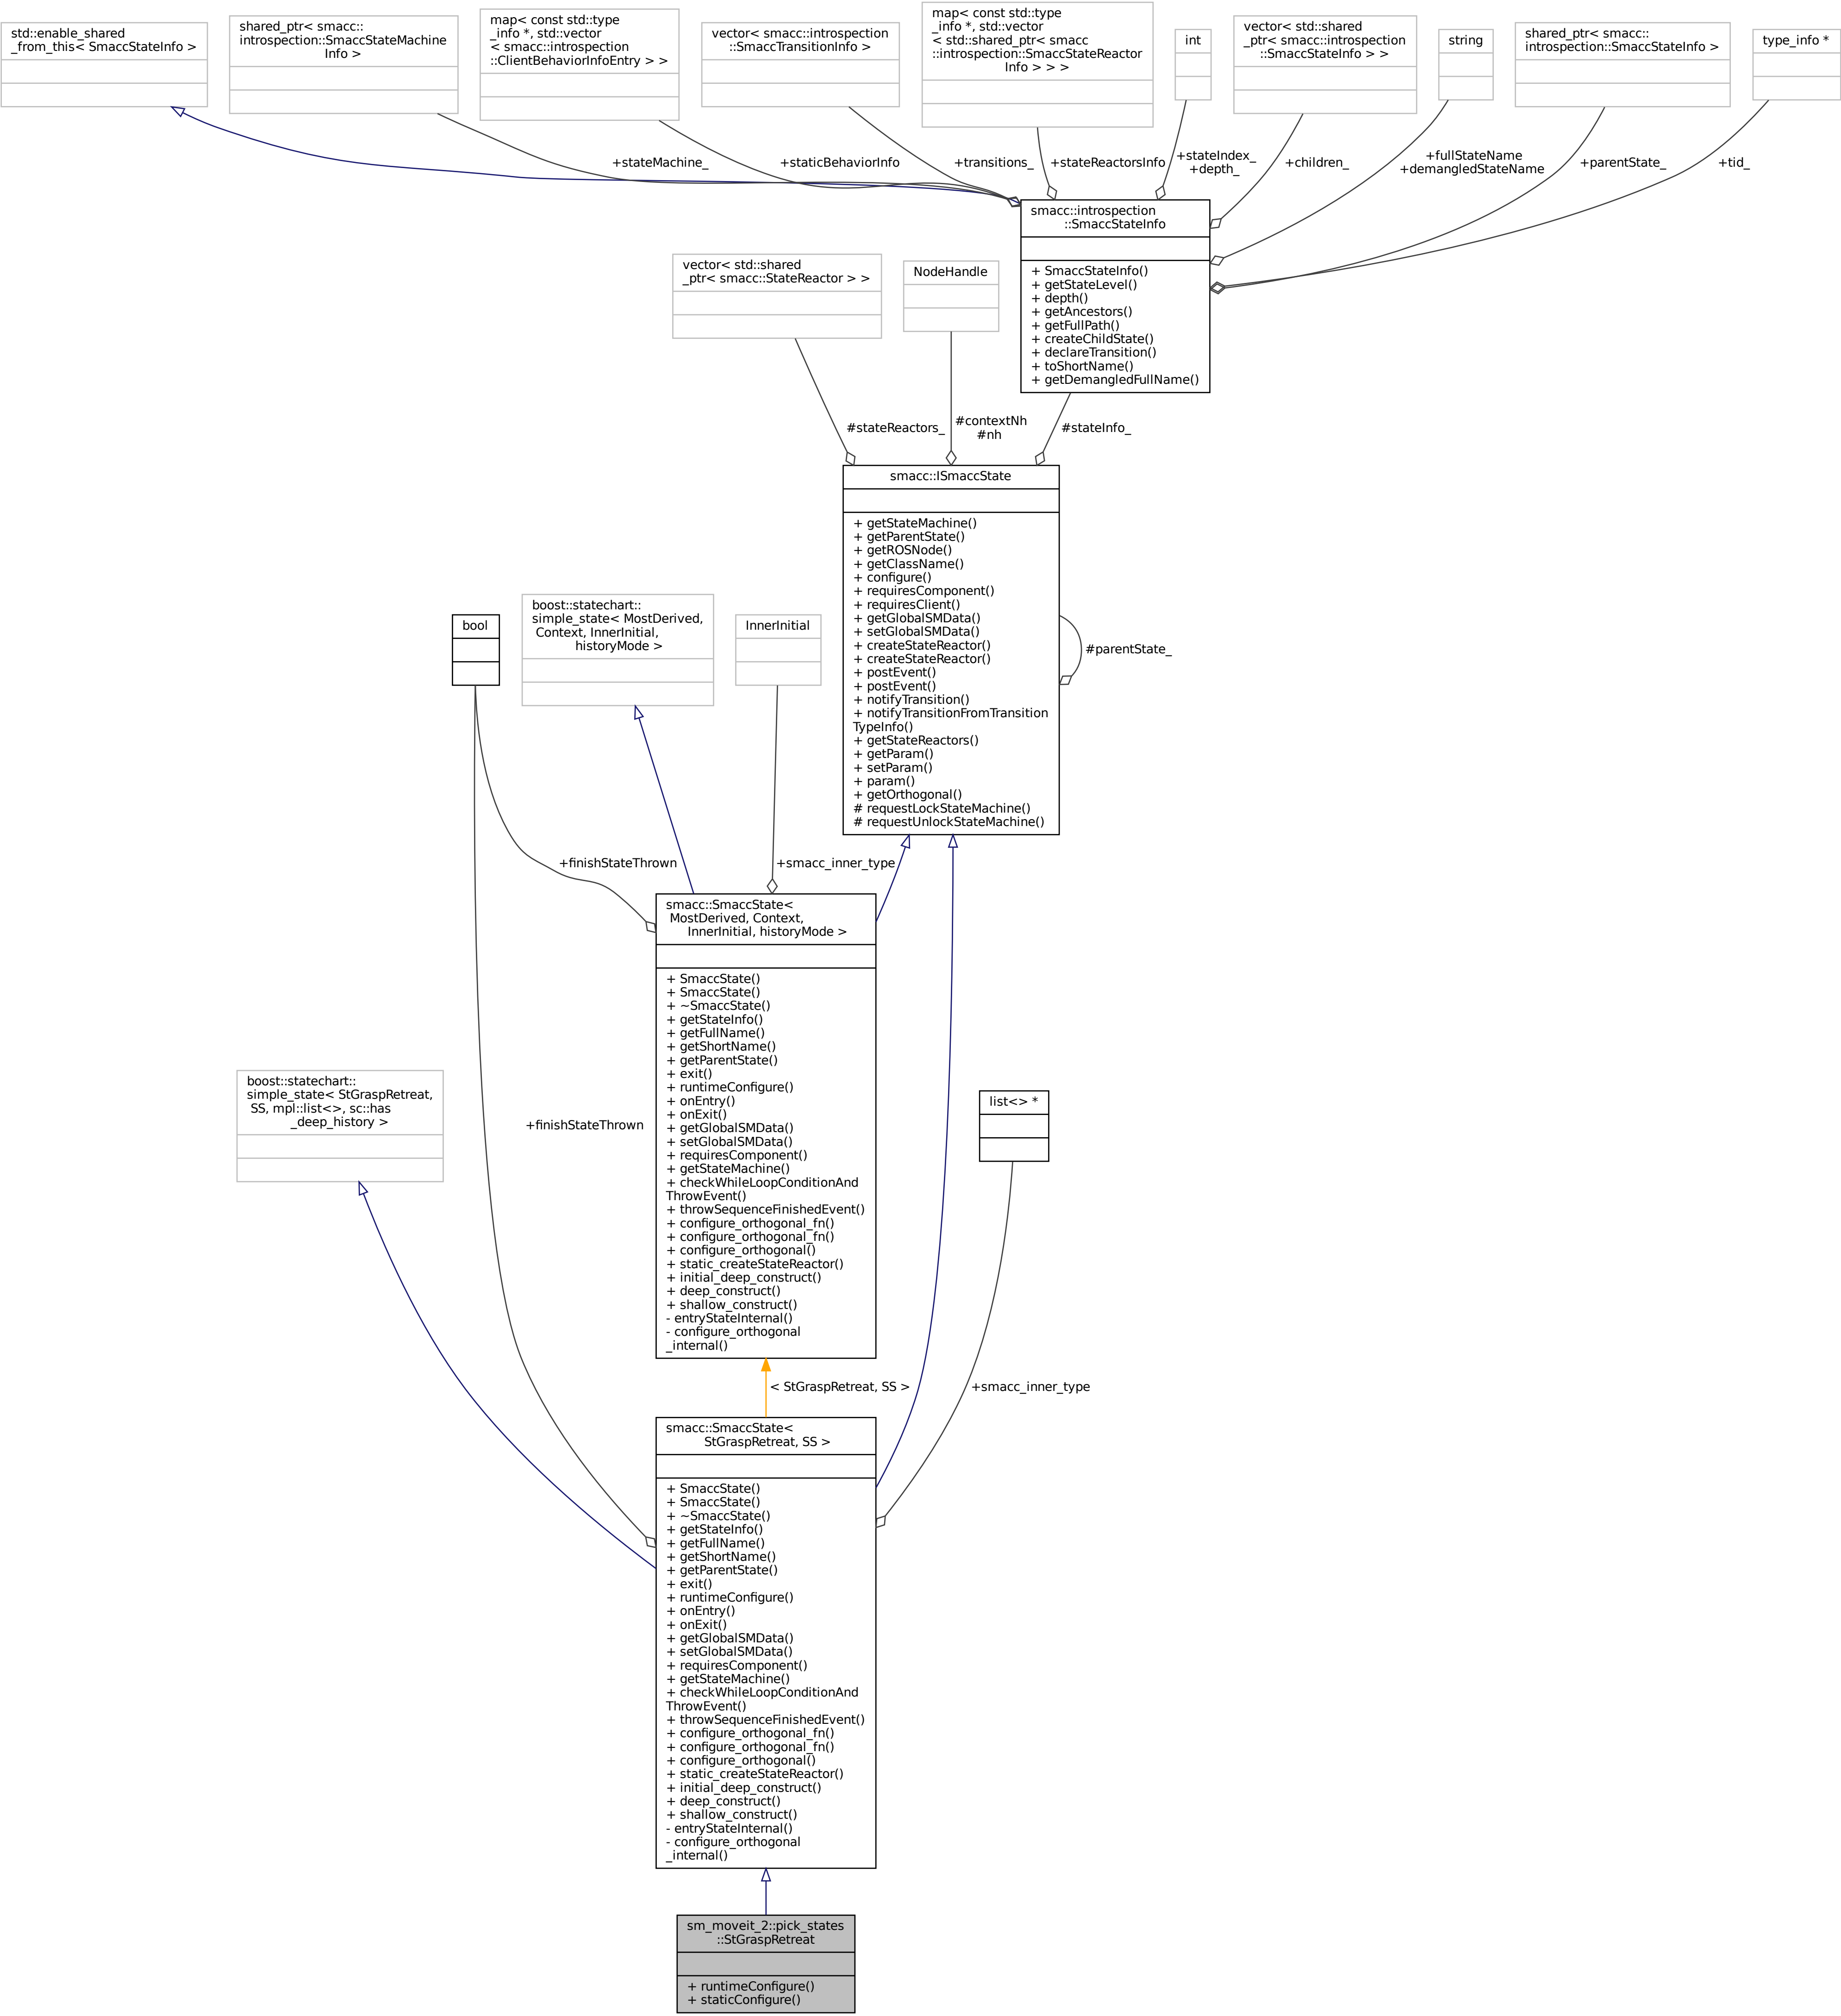 std::enable_shared
_from_this< SmaccStateInfo >
shared_ptr< smacc::
introspection::SmaccStateMachine
Info >
map< const std::type
_info *, std::vector
< smacc::introspection
::ClientBehaviorInfoEntry > >
vector< smacc::introspection
::SmaccTransitionInfo >
map< const std::type
_info *, std::vector
< std::shared_ptr< smacc
::introspection::SmaccStateReactor
Info > > >
int
vector< std::shared
_ptr< smacc::introspection
::SmaccStateInfo > >
string
shared_ptr< smacc::
introspection::SmaccStateInfo >
type_info *
+stateMachine_
+staticBehaviorInfo
+transitions_
+stateReactorsInfo
+stateIndex_
+depth_
+children_
+fullStateName
+demangledStateName
+parentState_
+tid_
smacc::introspection
::SmaccStateInfo
+ SmaccStateInfo()
+ getStateLevel()
+ depth()
+ getAncestors()
+ getFullPath()
+ createChildState()
+ declareTransition()
+ toShortName()
+ getDemangledFullName()
vector< std::shared
_ptr< smacc::StateReactor > >
NodeHandle
#stateReactors_
#contextNh
#nh
#stateInfo_
smacc::ISmaccState
+ getStateMachine()
+ getParentState()
+ getROSNode()
+ getClassName()
+ configure()
+ requiresComponent()
+ requiresClient()
+ getGlobalSMData()
+ setGlobalSMData()
+ createStateReactor()
+ createStateReactor()
+ postEvent()
+ postEvent()
+ notifyTransition()
+ notifyTransitionFromTransition
TypeInfo()
+ getStateReactors()
+ getParam()
+ setParam()
+ param()
+ getOrthogonal()
# requestLockStateMachine()
# requestUnlockStateMachine()
#parentState_
bool
boost::statechart::
simple_state< MostDerived,
Context, InnerInitial,
historyMode >
InnerInitial
+finishStateThrown
+smacc_inner_type
smacc::SmaccState<
MostDerived, Context,
InnerInitial, historyMode >
+ SmaccState()
+ SmaccState()
+ ~SmaccState()
+ getStateInfo()
+ getFullName()
+ getShortName()
+ getParentState()
+ exit()
+ runtimeConfigure()
+ onEntry()
+ onExit()
+ getGlobalSMData()
+ setGlobalSMData()
+ requiresComponent()
+ getStateMachine()
+ checkWhileLoopConditionAnd
ThrowEvent()
+ throwSequenceFinishedEvent()
+ configure_orthogonal_fn()
+ configure_orthogonal_fn()
+ configure_orthogonal()
+ static_createStateReactor()
+ initial_deep_construct()
+ deep_construct()
+ shallow_construct()
- entryStateInternal()
- configure_orthogonal
_internal()
boost::statechart::
simple_state< StGraspRetreat,
SS, mpl::list<>, sc::has
_deep_history >
+finishStateThrown
list<> *
< StGraspRetreat, SS >
+smacc_inner_type
smacc::SmaccState<
StGraspRetreat, SS >
+ SmaccState()
+ SmaccState()
+ ~SmaccState()
+ getStateInfo()
+ getFullName()
+ getShortName()
+ getParentState()
+ exit()
+ runtimeConfigure()
+ onEntry()
+ onExit()
+ getGlobalSMData()
+ setGlobalSMData()
+ requiresComponent()
+ getStateMachine()
+ checkWhileLoopConditionAnd
ThrowEvent()
+ throwSequenceFinishedEvent()
+ configure_orthogonal_fn()
+ configure_orthogonal_fn()
+ configure_orthogonal()
+ static_createStateReactor()
+ initial_deep_construct()
+ deep_construct()
+ shallow_construct()
- entryStateInternal()
- configure_orthogonal
_internal()
sm_moveit_2::pick_states
::StGraspRetreat
+ runtimeConfigure()
+ staticConfigure()